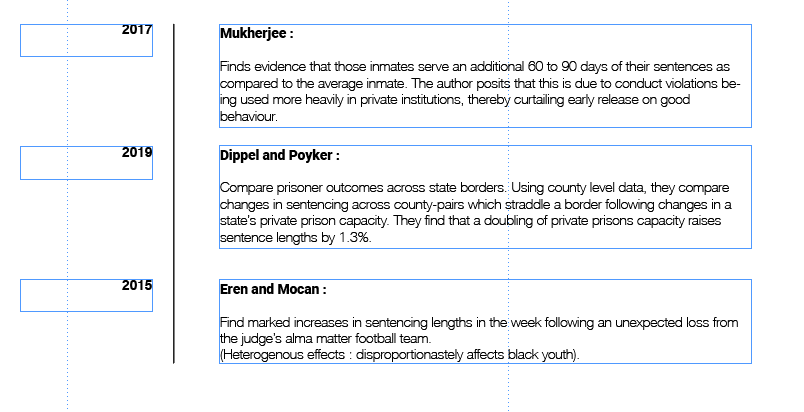 2017
Mukherjee :
Finds evidence that those inmates serve an additional 60 to 90 days of their sentences as
compared to the average inmate. The author posits that this is due to conduct violations be-
ing used more heavily in private institutions, thereby curtailing early release on good
behaviour.
2019
Dippel and Poyker :
Compare prisoner outcomes across state borders. Using county level data, they compare
changes in sentencing across county-pairs which straddle a border following changes in a
state's private prison capacity. They find that a doubling of private prisons capacity raises
sentence lengths by 1.3%.
2015
Eren and Mocan :
Find marked increases in sentencing lengths in the week following an unexpected loss from
the judge's alma matter football team.
(Heterogenous effects : disproportionastely affects black youth).